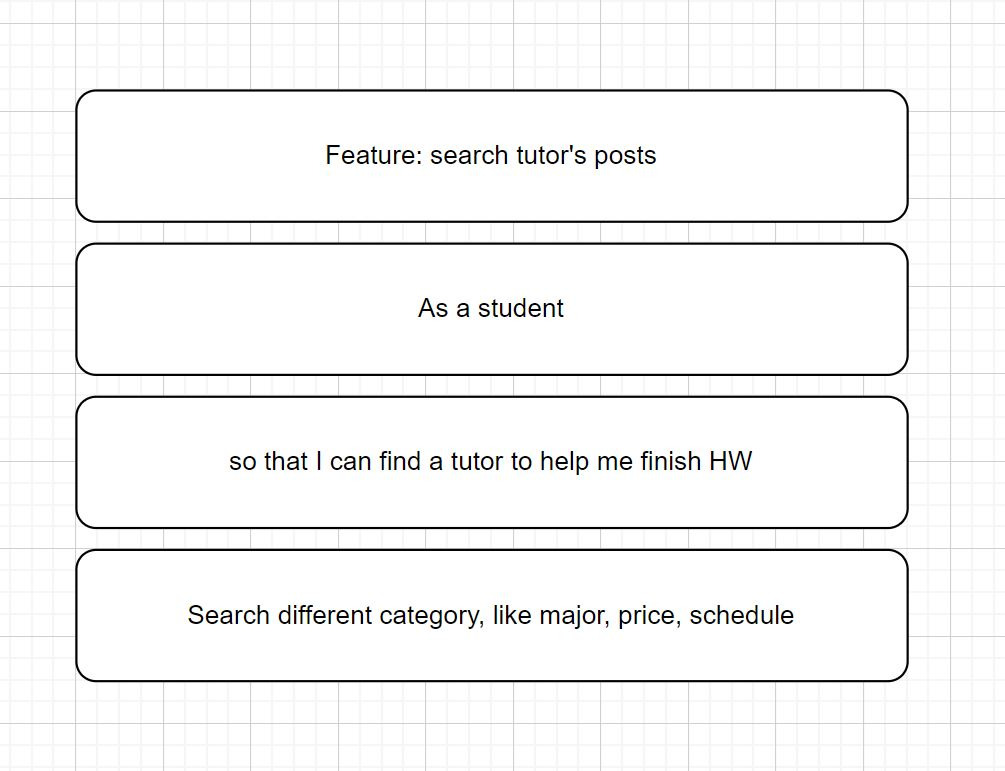 Feature: search tutor's posts
As a student
so that I can find a tutor to help me finish HW
Search different category, like major, price, schedule